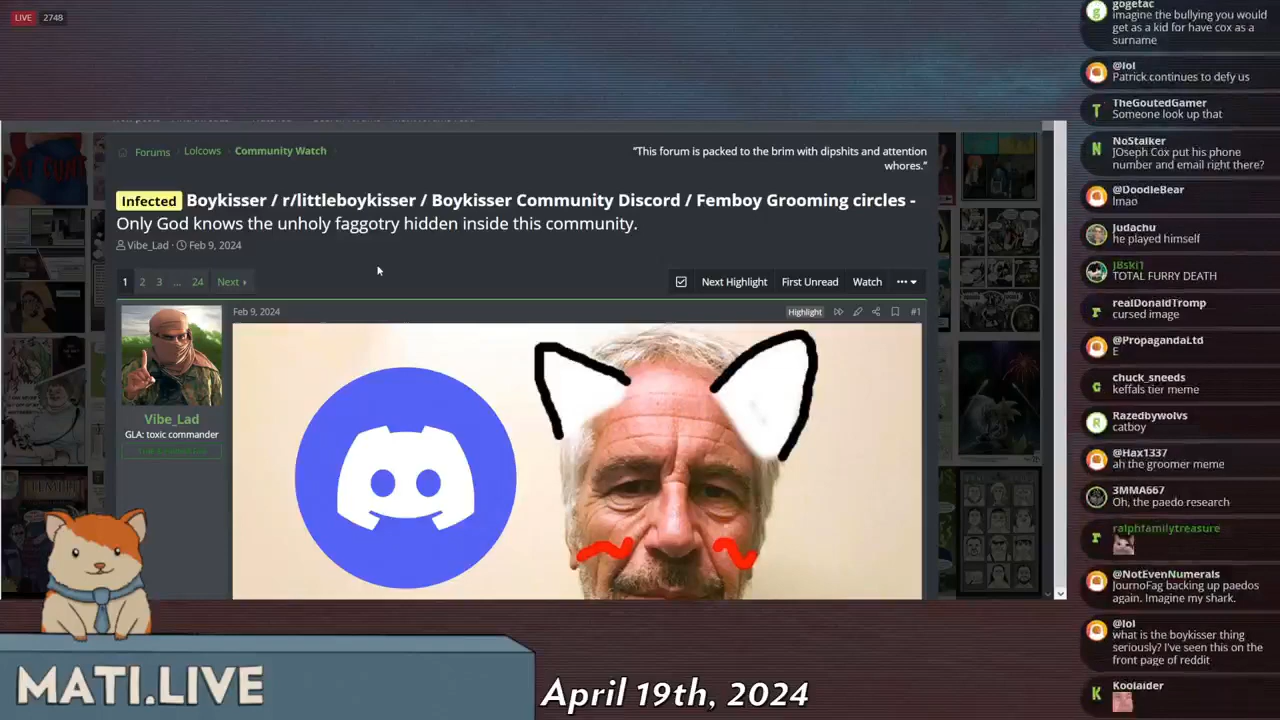 LIVE 2748
Forums Lolcows Community Watch
"This forum is packed to the brim with dipshits and attention
whores."
Infected Boykisser / r/littleboykisser / Boykisser Community Discord / Femboy Grooming circles -
Only God knows the unholy faggotry hidden inside this community.
Vibe_Lad · Feb 9, 2024
1 2 3 ... 24 Next
Next Highlight First Unread Watch •••
Feb 9, 2024
Highlight #1
Vibe_Lad
GLA: toxic commander
MATI.LIVE
April 19th, 2024
gogetac
imagine the bullying you would
get as a kid for have cox as a
surname
@lol
Patrick continues to defy us
TheGoutedGamer
Someone look up that
NoStalker
JOseph Cox put his phone
number and email right there?
@DoodleBear
lmao
Judachu
he played himself
JBski1
TOTAL FURRY DEATH
realDonaldTromp
cursed image
@PropagandaLtd
E
chuck_sneeds
keffals tier meme
Razedbywolvs
catboy
@Hax1337
ah the groomer meme
3MMA667
Oh, the paedo research
ralphfamilytreasure
@NotEvenNumerals
JournoFag backing up paedos
again. Imagine my shark.
@lol
what is the boykisser thing
seriously? I've seen this on the
front page of reddit
Koolaider